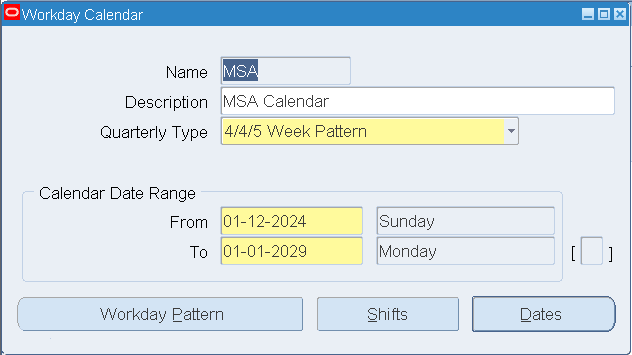 Workday Calendar
Name MSA
Description MSA Calendar
Quarterly Type 4/4/5 Week Pattern
Calendar Date Range
From 01-12-2024 Sunday
To 01-01-2029 Monday [ ]
Workday Pattern Shifts Dates